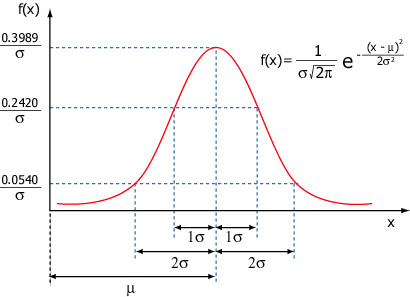 f(x)
0.3989
σ
f(x) = 1/(σ√2π) e^-(x - μ)²/2σ²
0.2420
σ
0.0540
σ
x
1σ 1σ
2σ 2σ
μ